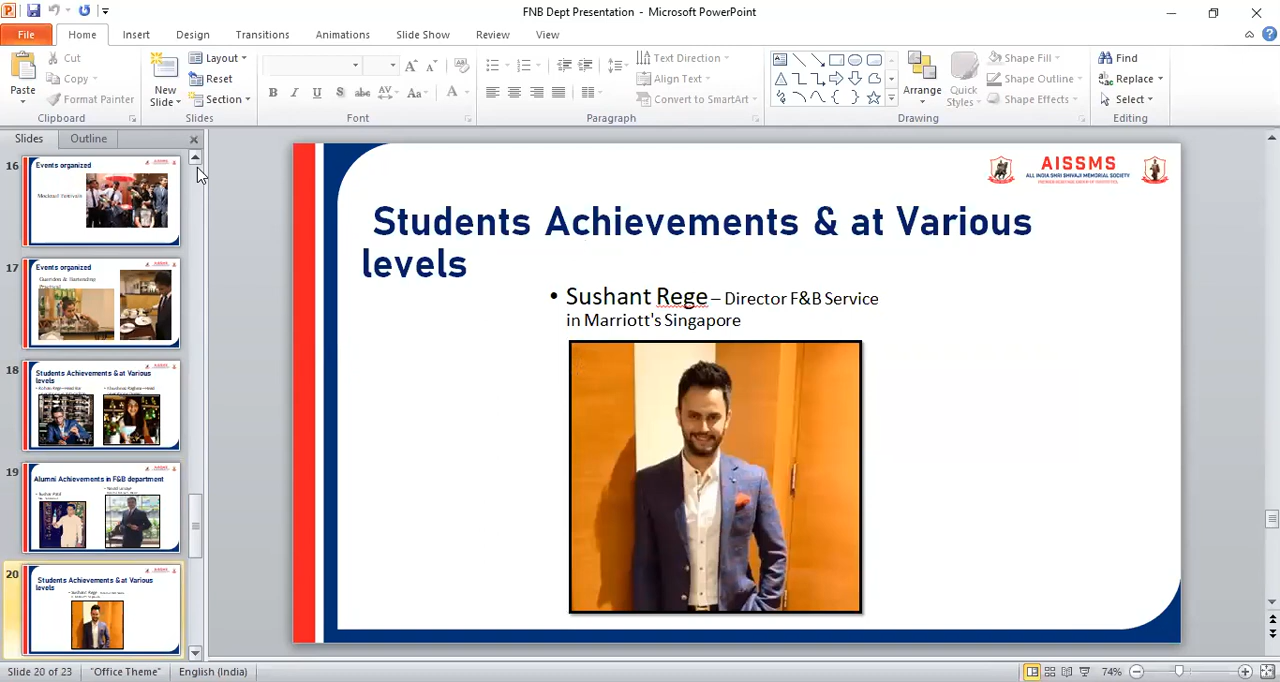 FNB Dept Presentation - Microsoft PowerPoint
File Home Insert Design Transitions Animations Slide Show Review View
Paste
Cut
Copy
Format Painter
Clipboard
New Slide
Layout
Reset
Section
Slides
B I U S abc AV Aa A
Font
Text Direction
Align Text
Convert to SmartArt
Paragraph
Arrange
Quick Styles
Shape Fill
Shape Outline
Shape Effects
Drawing
Find
Replace
Select
Editing
Slides Outline
16
Events organized
17
Events organized
18
Students Achievements & at Various
levels
19
Alumni Achievements in F&B department
20
Students Achievements & at Various
levels
Sushant Rege
AISSMS
ALL INDIA SHRI SHIVAJI MEMORIAL SOCIETY
Students Achievements & at Various
levels
• Sushant Rege – Director F&B Service
in Marriott's Singapore
Slide 20 of 23 "Office Theme" English (India) 74%